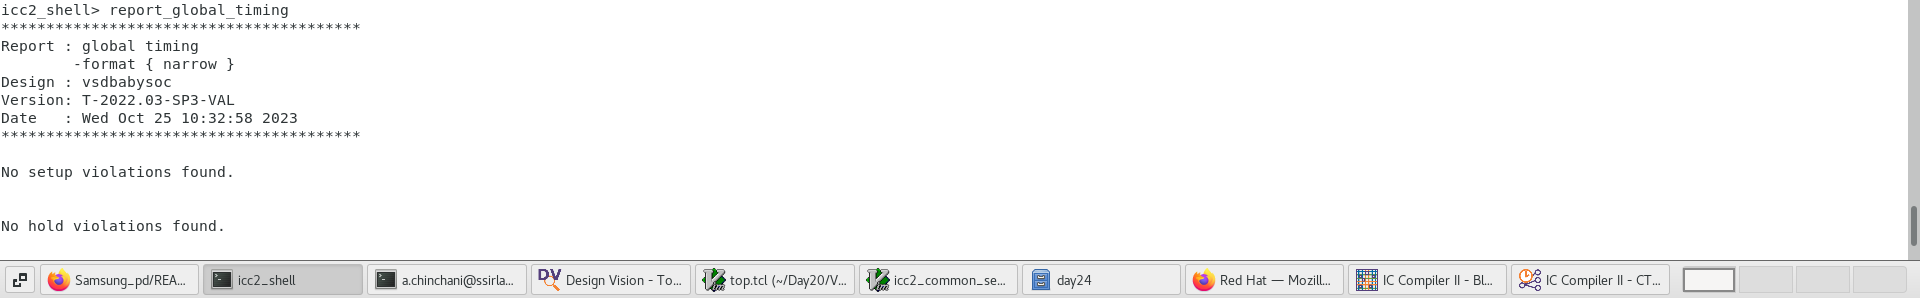 icc2_shell> report_global_timing
****************************************
Report : global timing
        -format { narrow }
Design : vsdbabysoc
Version: T-2022.03-SP3-VAL
Date   : Wed Oct 25 10:32:58 2023
****************************************
No setup violations found.
No hold violations found.
Samsung_pd/REA... icc2_shell a.chinchani@ssirla... DV Design Vision - To... top.tcl (~/Day20/V... icc2_common_se... day24 Red Hat — Mozill... IC Compiler II - Bl... IC Compiler II - CT...